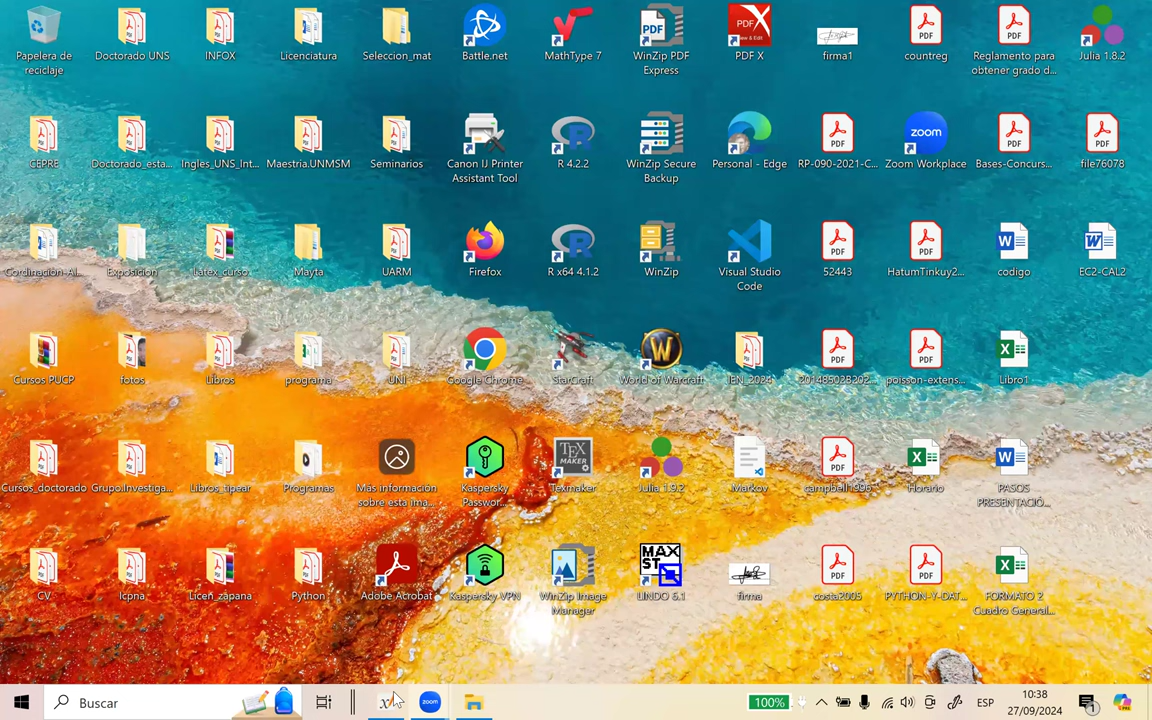 Papelera de
reciclaje
Doctorado UNS
INFOX
Licenciatura
Seleccion_mat
Battle.net
MathType 7
WinZip PDF
Express
PDF X
firma1
countreg
Reglamento para
obtener grado d...
Julia 1.8.2
CEPRE
Doctorado_esta...
Ingles_UNS_Int...
Maestria.UNMSM
Seminarios
Canon IJ Printer
Assistant Tool
R 4.2.2
WinZip Secure
Backup
Personal - Edge
RP-090-2021-C...
Zoom Workplace
Bases-Concurs...
file76078
Cordinación-Al...
Exposicion
Latex_curso
Mayta
UARM
Firefox
R x64 4.1.2
WinZip
Visual Studio
Code
52443
HatumTinkuy2...
codigo
EC2-CAL2
Cursos PUCP
fotos
Libros
programa
UNI
Google Chrome
StarCraft
World of Warcraft
IEN_2024
20148502B202...
poisson-extens...
Libro1
Cursos_doctorado
Grupo.Investiga...
Libros_tipear
Programas
Más información
sobre esta ima...
Kaspersky
Passwor...
Texmaker
Julia 1.9.2
Markov
campbell1996
Horario
PASOS
PRESENTACIÓ...
CV
Icpna
Licen_zapana
Python
Adobe Acrobat
Kaspersky VPN
WinZip Image
Manager
LINDO 6.1
firma
costa2005
PYTHON-Y-DAT...
FORMATO 2
Cuadro General...
Buscar
zoom
100%
ESP
10:38
27/09/2024
1